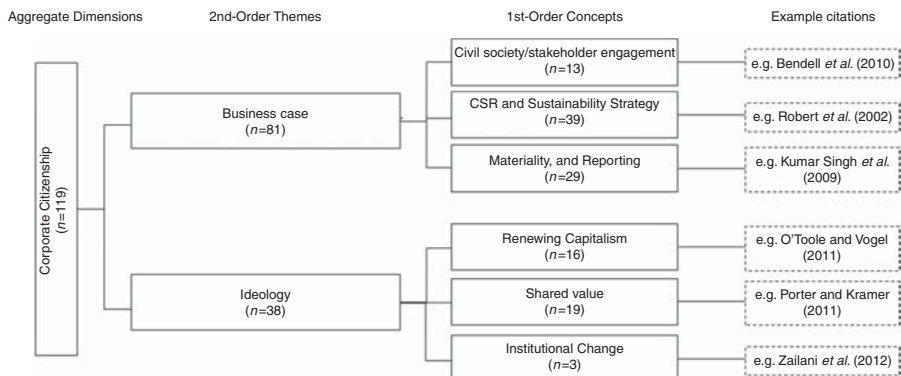 Aggregate Dimensions
2nd-Order Themes
1st-Order Concepts
Example citations
Corporate Citizenship
(n=119)
Business case
(n=81)
Civil society/stakeholder engagement
(n=13)
e.g. Bendell et al. (2010)
CSR and Sustainability Strategy
(n=39)
e.g. Robert et al. (2002)
Materiality, and Reporting
(n=29)
e.g. Kumar Singh et al.
(2009)
Ideology
(n=38)
Renewing Capitalism
(n=16)
e.g. O'Toole and Vogel
(2011)
Shared value
(n=19)
e.g. Porter and Kramer
(2011)
Institutional Change
(n=3)
e.g. Zailani et al. (2012)